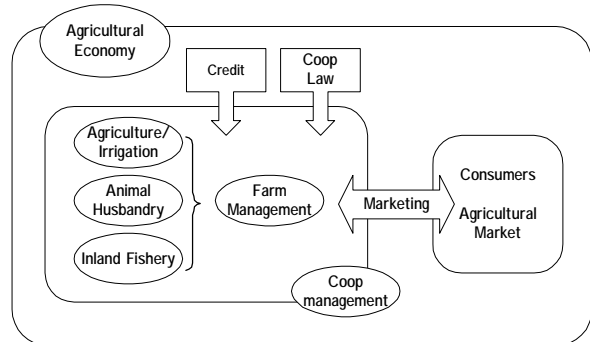 Agricultural
Economy
Credit
Coop
Law
Agriculture/
Irrigation
Animal
Husbandry
Inland Fishery
Farm
Management
Marketing
Consumers
Agricultural
Market
Coop
management